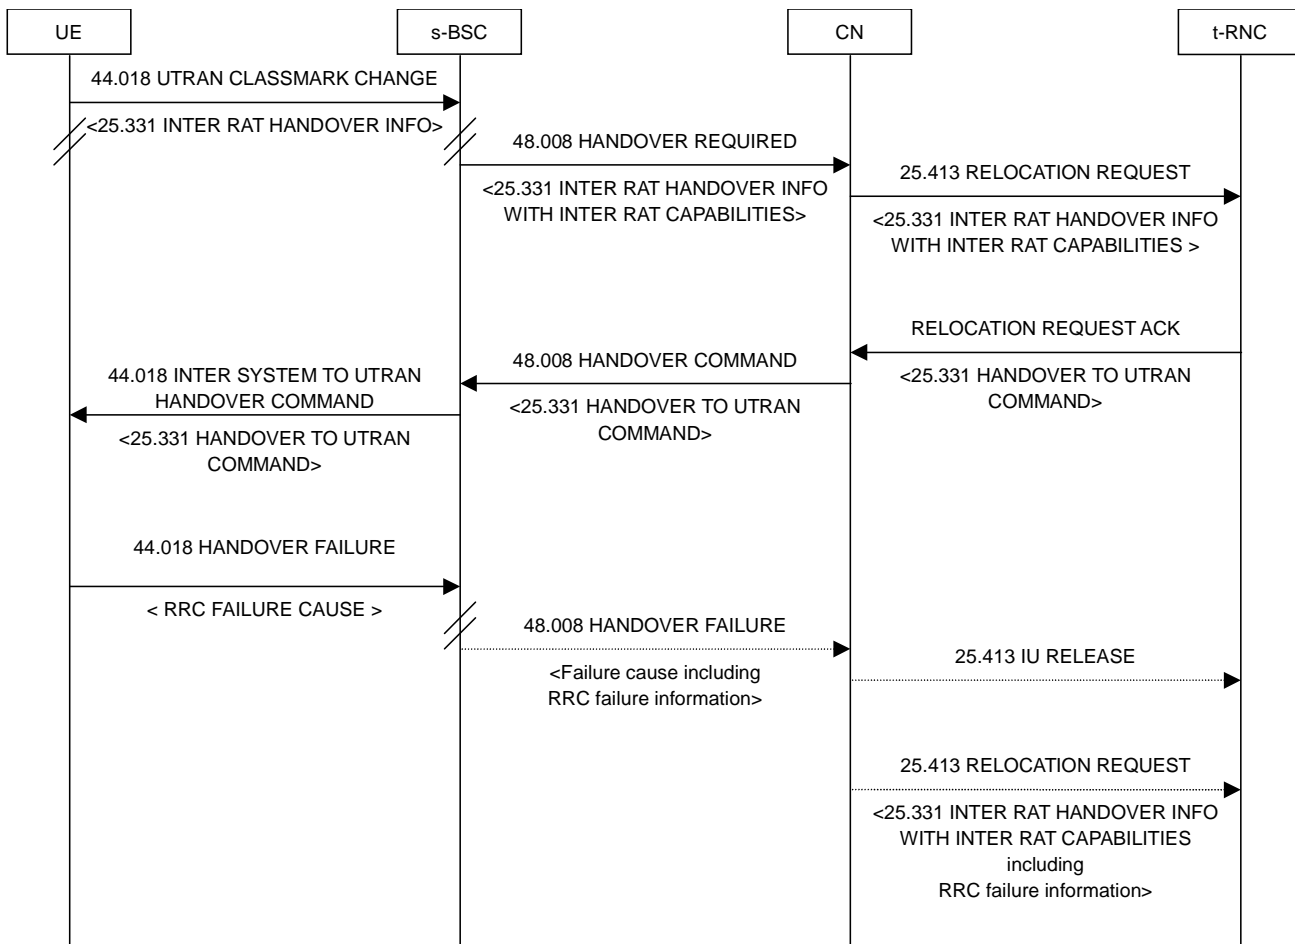 UE
s-BSC
CN
t-RNC
44.018 UTRAN CLASSMARK CHANGE
<25.331 INTER RAT HANDOVER INFO>
48.008 HANDOVER REQUIRED
<25.331 INTER RAT HANDOVER INFO
WITH INTER RAT CAPABILITIES>
25.413 RELOCATION REQUEST
<25.331 INTER RAT HANDOVER INFO
WITH INTER RAT CAPABILITIES >
RELOCATION REQUEST ACK
<25.331 HANDOVER TO UTRAN
COMMAND>
48.008 HANDOVER COMMAND
<25.331 HANDOVER TO UTRAN
COMMAND>
44.018 INTER SYSTEM TO UTRAN
HANDOVER COMMAND
<25.331 HANDOVER TO UTRAN
COMMAND>
44.018 HANDOVER FAILURE
< RRC FAILURE CAUSE >
48.008 HANDOVER FAILURE
<Failure cause including
RRC failure information>
25.413 IU RELEASE
25.413 RELOCATION REQUEST
<25.331 INTER RAT HANDOVER INFO
WITH INTER RAT CAPABILITIES
including
RRC failure information>